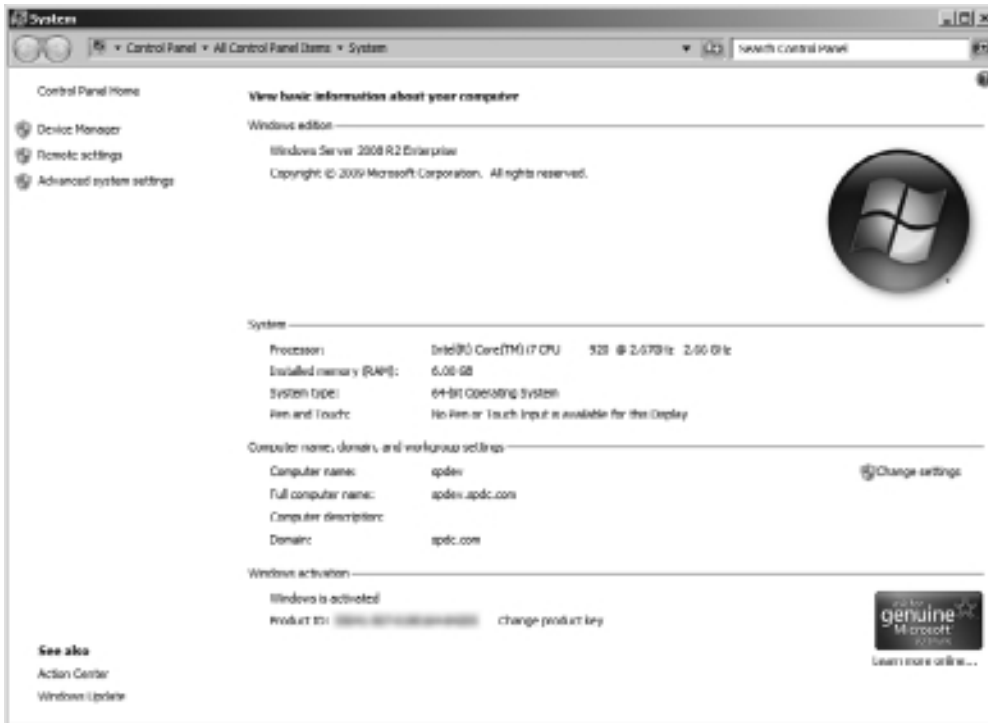 System
Control Panel ▾ All Control Panel Items ▾ System
Search Control Panel
Control Panel Home
Device Manager
Remote settings
Advanced system settings
View basic information about your computer
Windows edition
Windows Server 2008 R2 Enterprise
Copyright © 2009 Microsoft Corporation. All rights reserved.
System
Processor: Intel(R) Core(TM) i7 CPU 920 @ 2.67GHz 2.66 GHz
Installed memory (RAM): 6.00 GB
System type: 64-bit Operating System
Pen and Touch: No Pen or Touch Input is available for this Display
Computer name, domain, and workgroup settings
Computer name: spdev
Change settings
Full computer name: spdev.spdc.com
Computer description:
Domain: spdc.com
Windows activation
Windows is activated
Product ID: change product key
genuine
Microsoft
Learn more online...
See also
Action Center
Windows Update